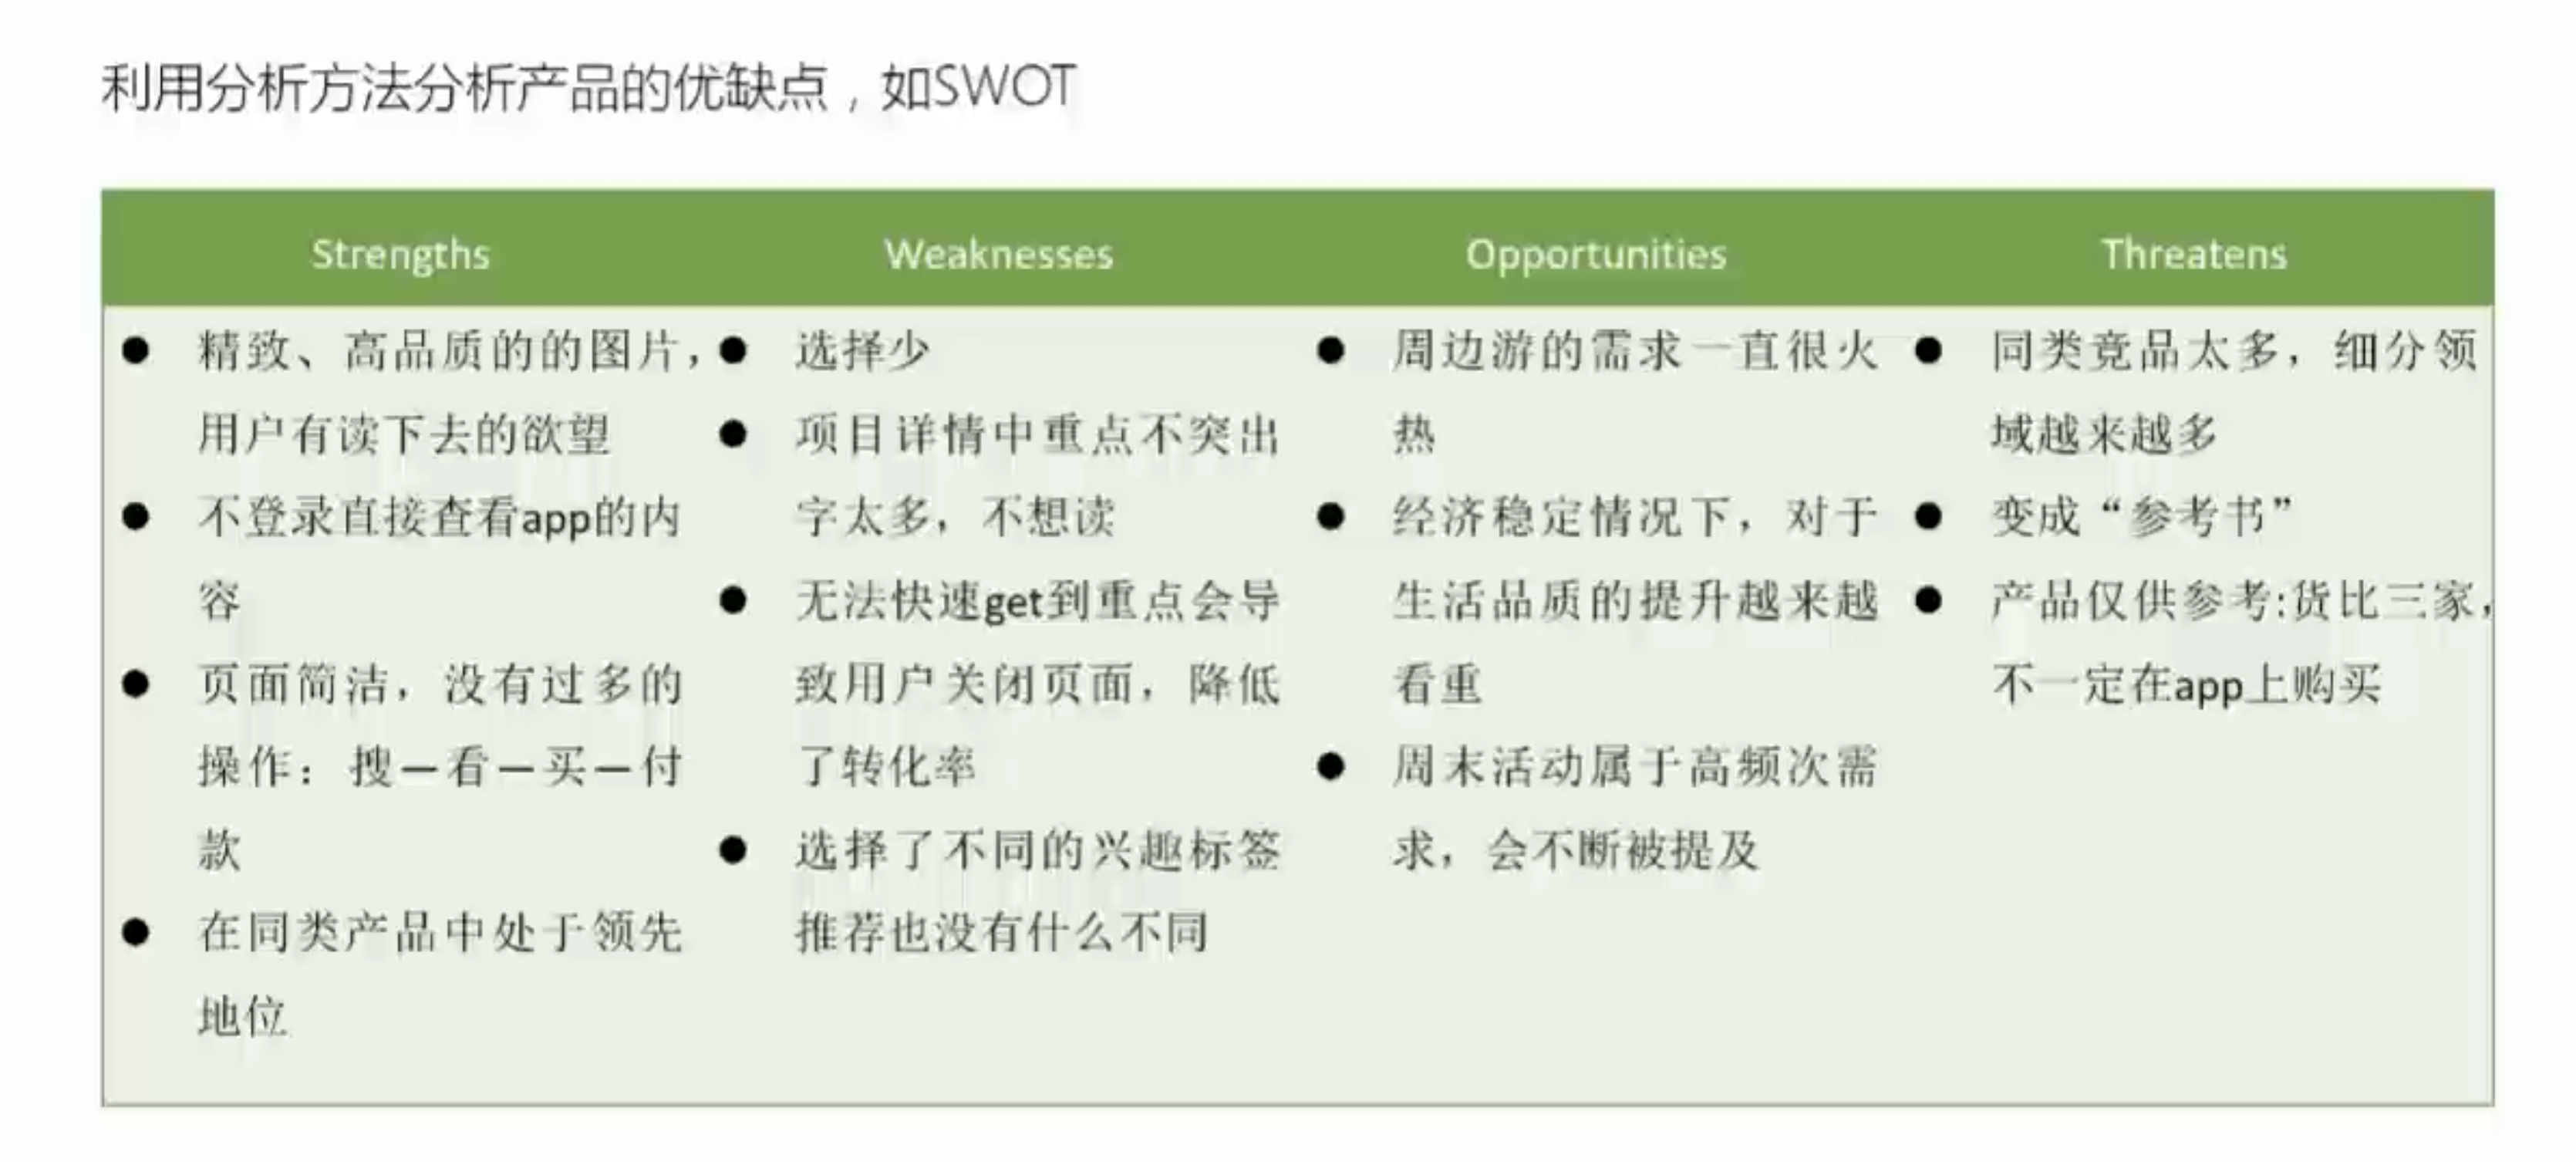 利用分析方法分析产品的优缺点，如SWOT
Strengths
Weaknesses
Opportunities
Threatens
● 精致、高品质的的图片，
用户有读下去的欲望
● 不登录直接查看app的内
容
● 页面简洁，没有过多的
操作：搜—看—买—付
款
● 在同类产品中处于领先
地位
● 选择少
● 项目详情中重点不突出
字太多，不想读
● 无法快速get到重点会导
致用户关闭页面，降低
了转化率
● 选择了不同的兴趣标签
推荐也没有什么不同
● 周边游的需求一直很火
热
● 经济稳定情况下，对于
生活品质的提升越来越
看重
● 周末活动属于高频次需
求，会不断被提及
● 同类竞品太多，细分领
域越来越多
● 变成“参考书”
● 产品仅供参考:货比三家，
不一定在app上购买